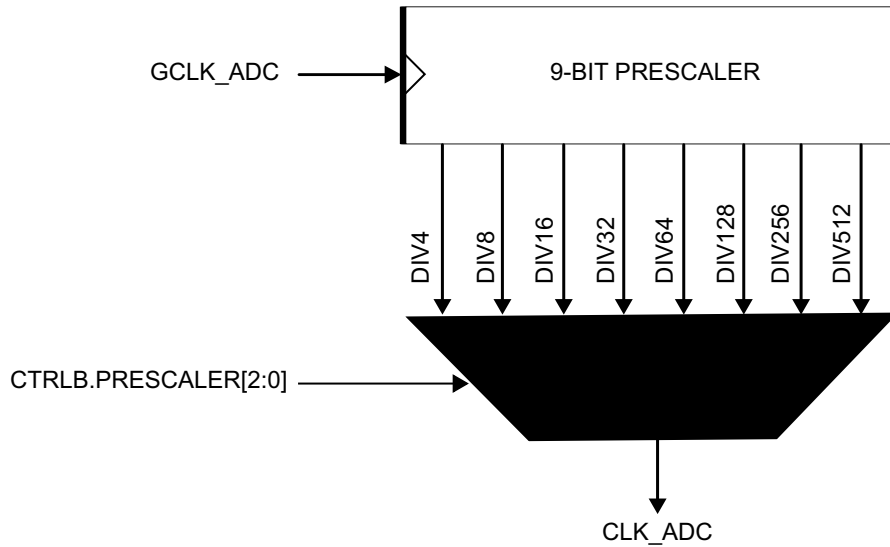 GCLK_ADC
9-BIT PRESCALER
DIV4
DIV8
DIV16
DIV32
DIV64
DIV128
DIV256
DIV512
CTRLB.PRESCALER[2:0]
CLK_ADC